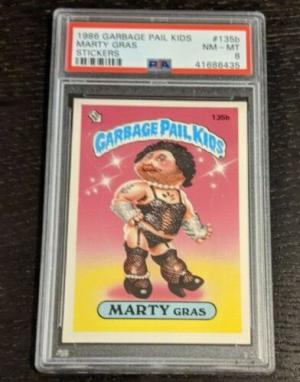 1986 GARBAGE PAIL KIDS #135b
MARTY GRAS NM-MT
STICKERS PSA 8
41686435
135b
GARBAGE PAIL KIDS
MARTY GRAS